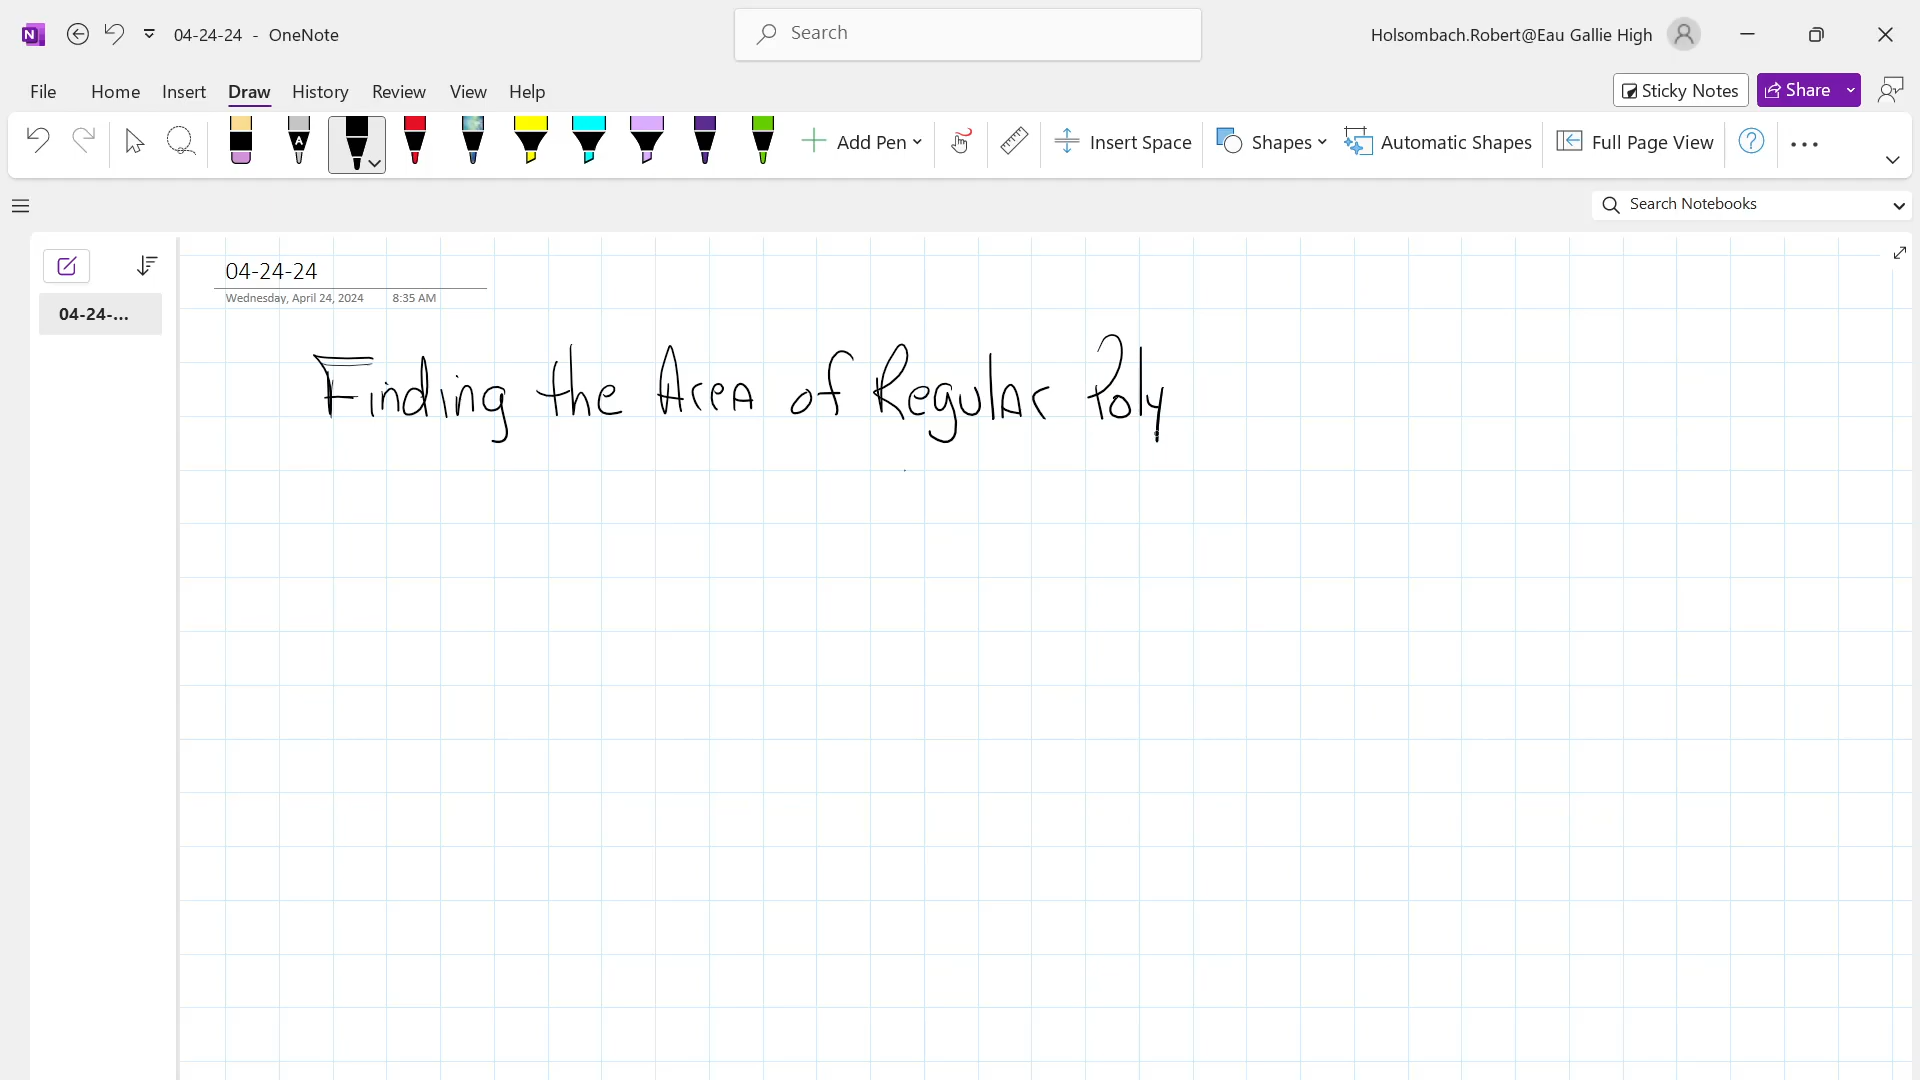 04-24-24 - OneNote
Search
Holsombach.Robert@Eau Gallie High
File Home Insert Draw History Review View Help
Sticky Notes
Share
A
Add Pen
Insert Space
Shapes
Automatic Shapes
Full Page View
?
Search Notebooks
04-24-24
04-24-...
Wednesday, April 24, 2024 8:35 AM
Finding the Area of Regular Poly